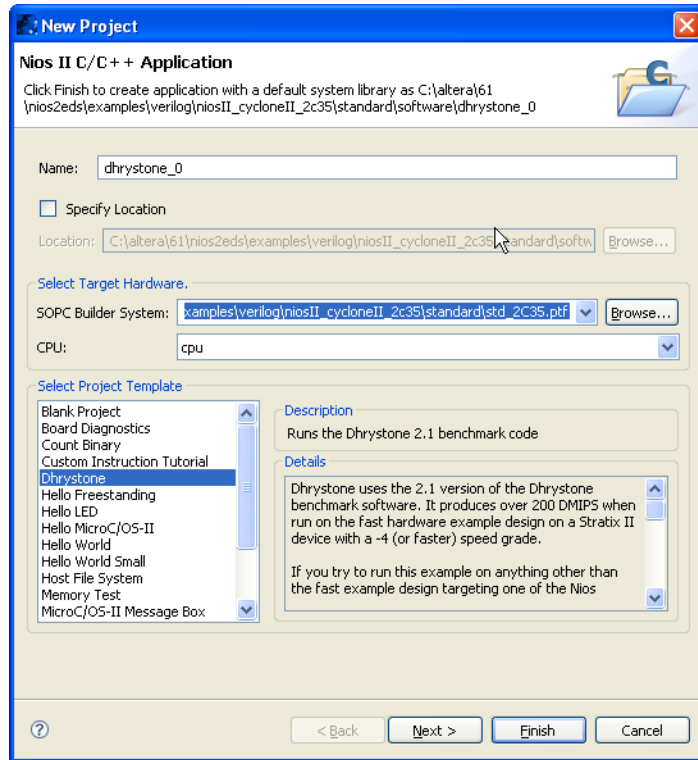 New Project
Nios II C/C++ Application
Click Finish to create application with a default system library as C:\altera\61
\nios2eds\examples\verilog\niosII_cycloneII_2c35\standard\software\dhrystone_0
Name: dhrystone_0
Specify Location
Location: C:\altera\61\nios2eds\examples\verilog\niosII_cycloneII_2c35\standard\softw Browse...
Select Target Hardware.
SOPC Builder System: xamples\verilog\niosII_cycloneII_2c35\standard\std_2C35.ptf Browse...
CPU: cpu
Select Project Template
Blank Project
Board Diagnostics
Count Binary
Custom Instruction Tutorial
Dhrystone
Hello Freestanding
Hello LED
Hello MicroC/OS-II
Hello World
Hello World Small
Host File System
Memory Test
MicroC/OS-II Message Box
Description
Runs the Dhrystone 2.1 benchmark code
Details
Dhrystone uses the 2.1 version of the Dhrystone
benchmark software. It produces over 200 DMIPS when
run on the fast hardware example design on a Stratix II
device with a -4 (or faster) speed grade.
If you try to run this example on anything other than
the fast example design targeting one of the Nios
< Back Next > Finish Cancel